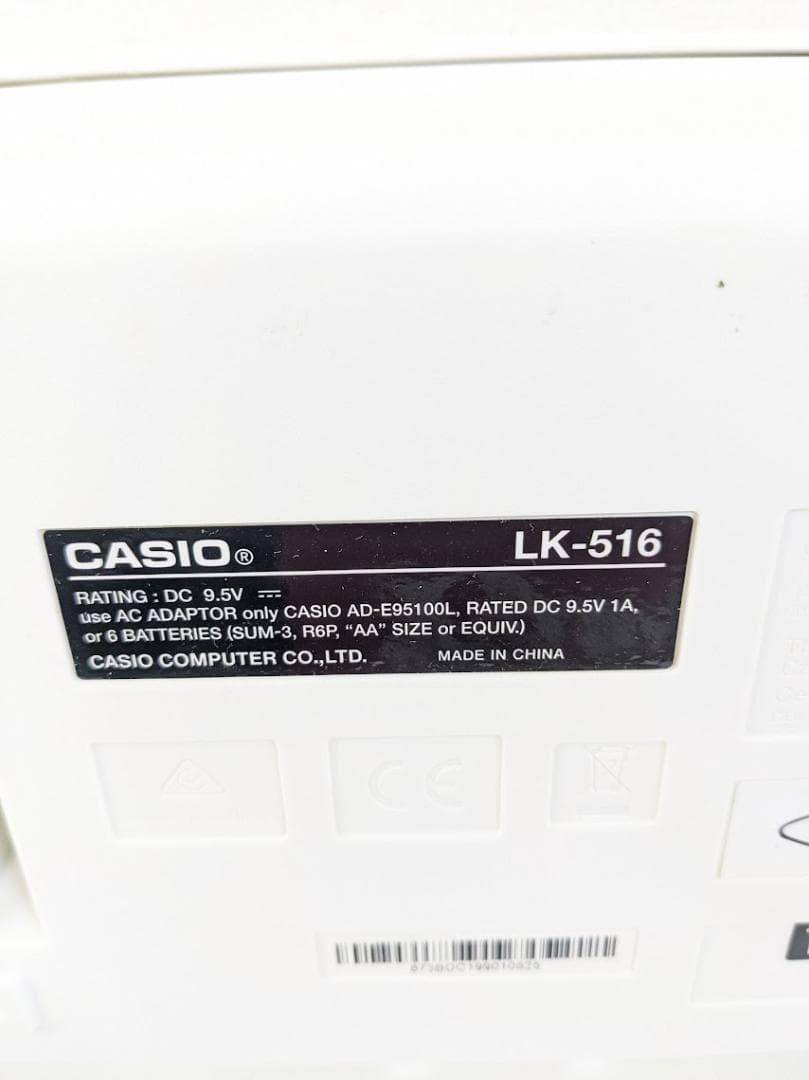 CASIO® LK-516
RATING : DC 9.5V ⎓
use AC ADAPTOR only CASIO AD-E95100L, RATED DC 9.5V 1A,
or 6 BATTERIES (SUM-3, R6P, “AA” SIZE or EQUIV.)
CASIO COMPUTER CO.,LTD. MADE IN CHINA
CE